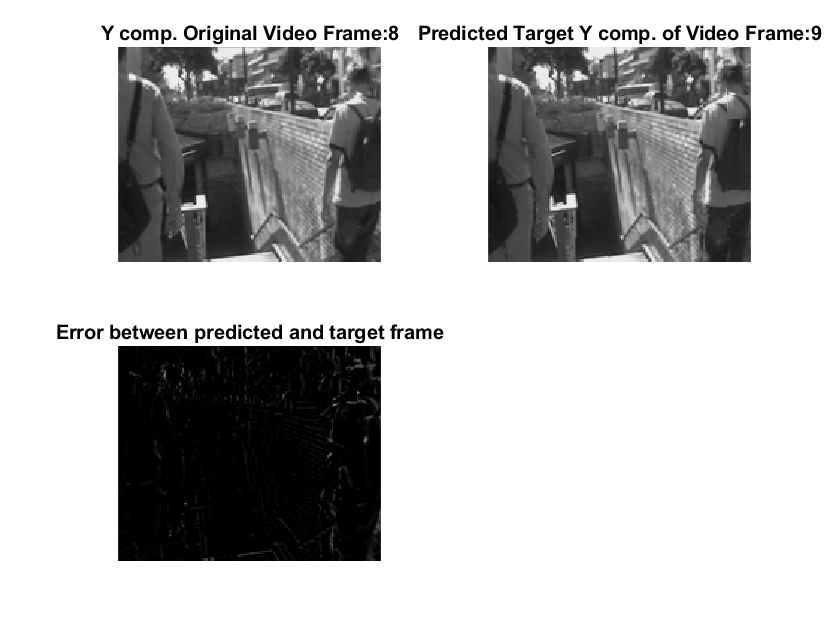 Y comp. Original Video Frame:8
Predicted Target Y comp. of Video Frame:9
Error between predicted and target frame